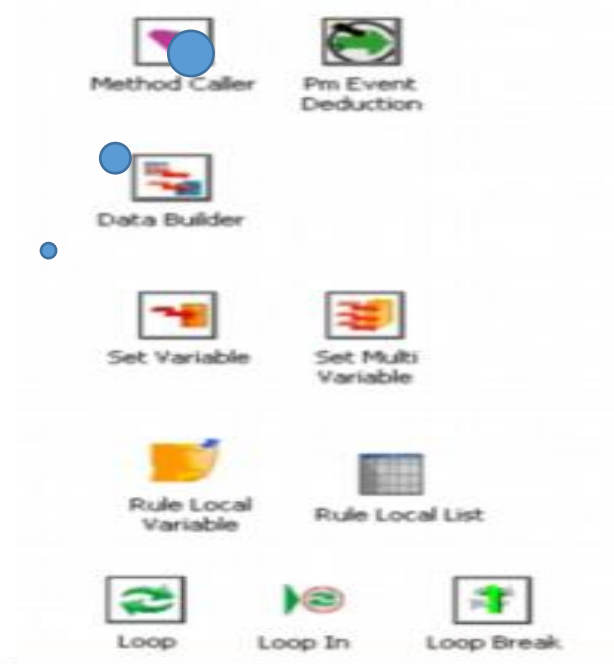 Method Caller
Pm Event
Deduction
Data Builder
Set Variable
Set Multi
Variable
Rule Local
Variable
Rule Local List
Loop
Loop In
Loop Break